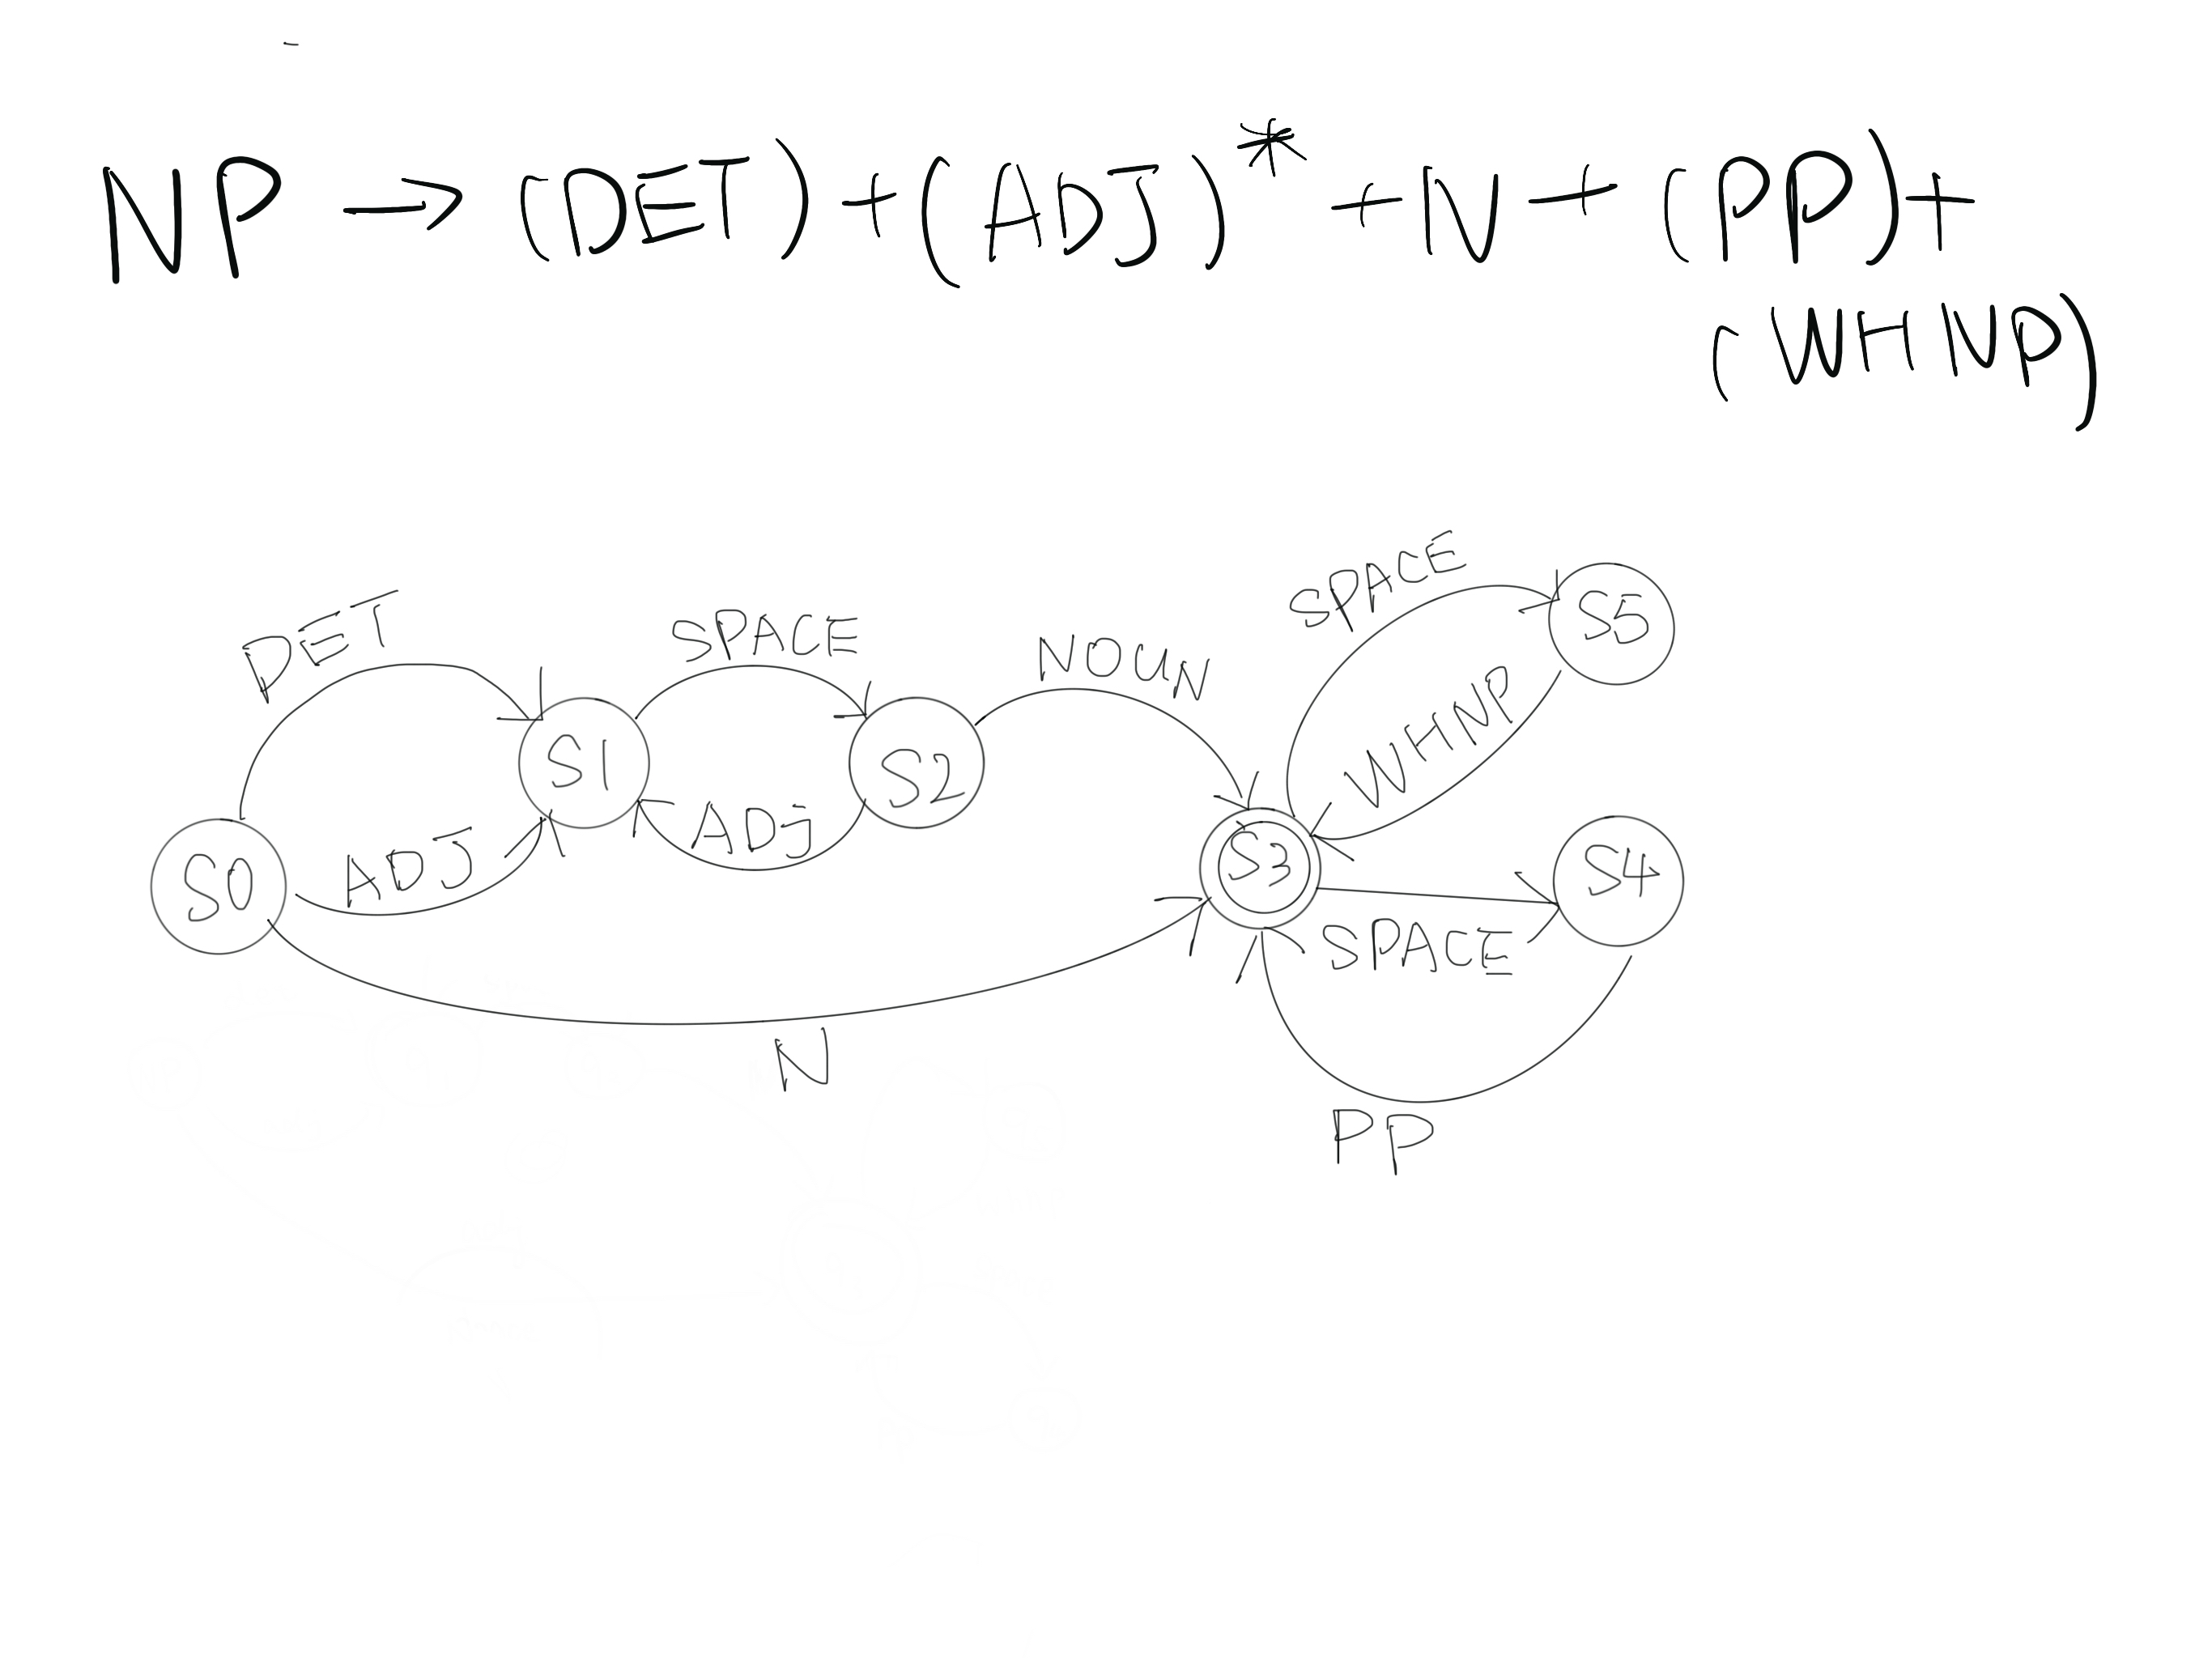 NP → (DET) + (ADJ)* + N + (PP) +
(WHNP)
SPACE
DET
SPACE
NOUN
S5
WHNP
S1
S2
ADj
ADJ
S0
S3
S4
SPACE
N
PP